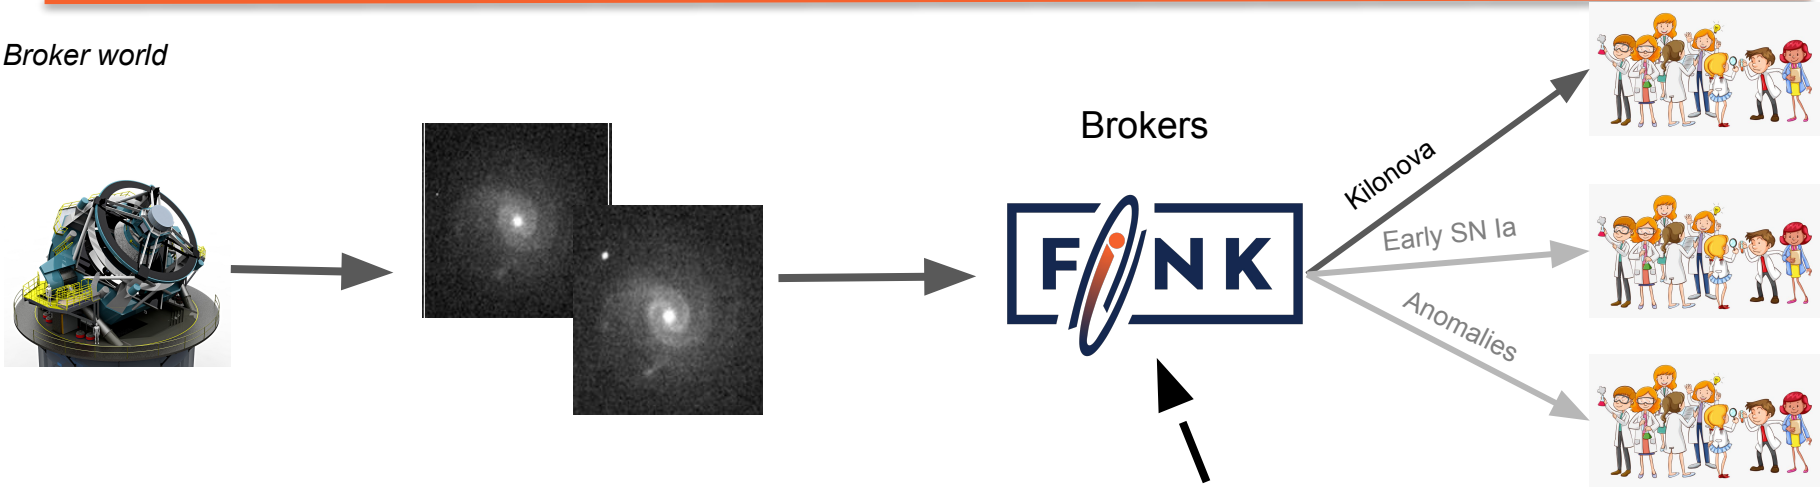 Broker world
Brokers
FINK
Kilonova
Early SN Ia
Anomalies